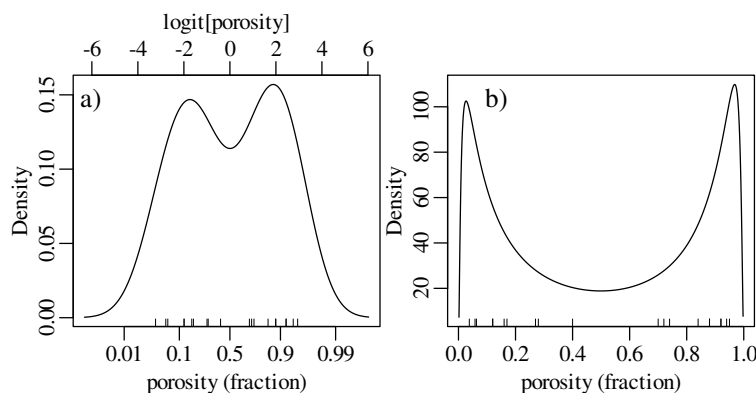 logit[porosity]
-6 -4 -2 0 2 4 6
a)
Density
0.00 0.05 0.10 0.15
0.01 0.1 0.5 0.9 0.99
porosity (fraction)
b)
Density
20 40 60 80 100
0.0 0.2 0.4 0.6 0.8 1.0
porosity (fraction)